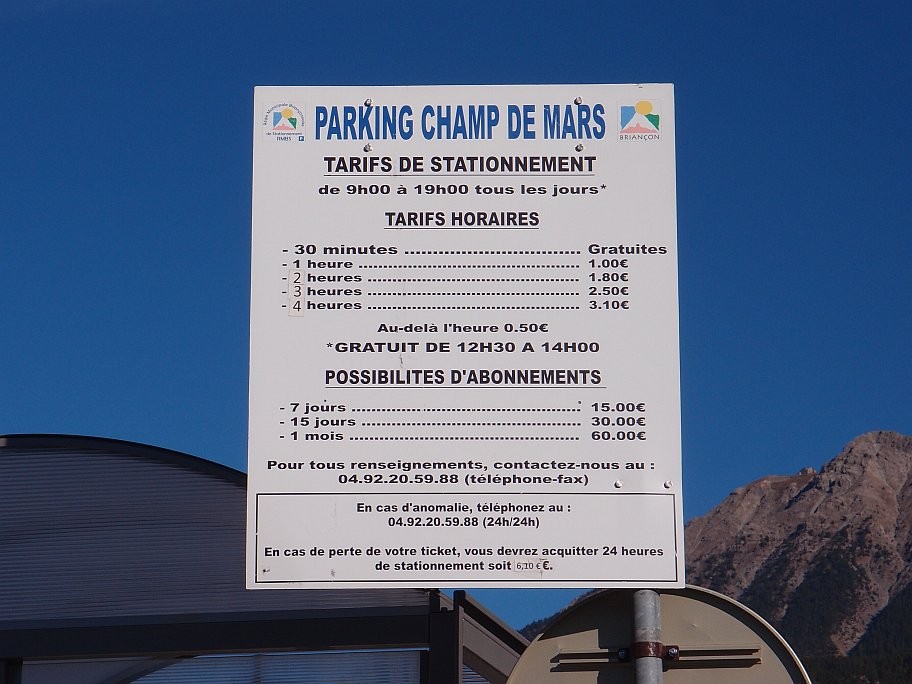 PARKING CHAMP DE MARS
BRIANÇON
TARIFS DE STATIONNEMENT
de 9h00 à 19h00 tous les jours*
TARIFS HORAIRES
- 30 minutes ................................ Gratuites
- 1 heure ........................................ 1.00€
- 2 heures ...................................... 1.80€
- 3 heures ...................................... 2.50€
- 4 heures ...................................... 3.10€
Au-delà l'heure 0.50€
*GRATUIT DE 12H30 A 14H00
POSSIBILITES D'ABONNEMENTS
- 7 jours ......................................... 15.00€
- 15 jours ....................................... 30.00€
- 1 mois ......................................... 60.00€
Pour tous renseignements, contactez-nous au :
04.92.20.59.88 (téléphone-fax)
En cas d'anomalie, téléphonez au :
04.92.20.59.88 (24h/24h)
En cas de perte de votre ticket, vous devrez acquitter 24 heures
de stationnement soit 6,10 € €.